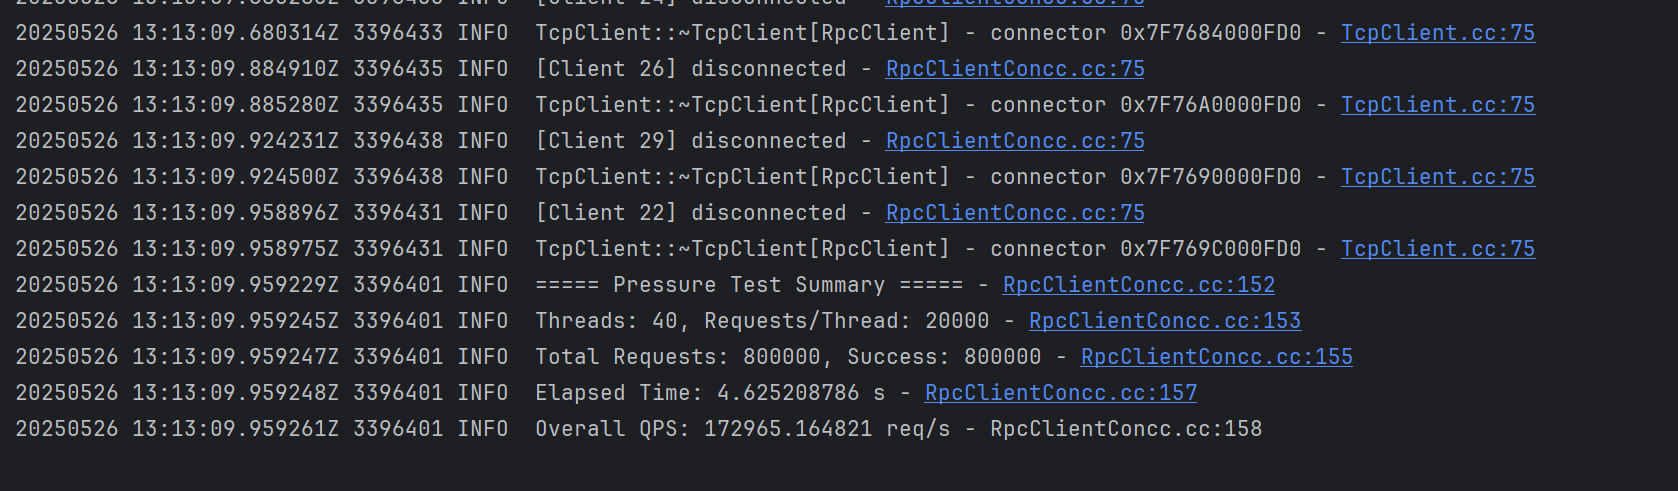 [Client 24] disconnected - RpcClientConcc.cc:75
20250526 13:13:09.680314Z 3396433 INFO  TcpClient::~TcpClient[RpcClient] - connector 0x7F7684000FD0 - TcpClient.cc:75
20250526 13:13:09.884910Z 3396435 INFO  [Client 26] disconnected - RpcClientConcc.cc:75
20250526 13:13:09.885280Z 3396435 INFO  TcpClient::~TcpClient[RpcClient] - connector 0x7F76A0000FD0 - TcpClient.cc:75
20250526 13:13:09.924231Z 3396438 INFO  [Client 29] disconnected - RpcClientConcc.cc:75
20250526 13:13:09.924500Z 3396438 INFO  TcpClient::~TcpClient[RpcClient] - connector 0x7F7690000FD0 - TcpClient.cc:75
20250526 13:13:09.958896Z 3396431 INFO  [Client 22] disconnected - RpcClientConcc.cc:75
20250526 13:13:09.958975Z 3396431 INFO  TcpClient::~TcpClient[RpcClient] - connector 0x7F769C000FD0 - TcpClient.cc:75
20250526 13:13:09.959229Z 3396401 INFO  ===== Pressure Test Summary ===== - RpcClientConcc.cc:152
20250526 13:13:09.959245Z 3396401 INFO  Threads: 40, Requests/Thread: 20000 - RpcClientConcc.cc:153
20250526 13:13:09.959247Z 3396401 INFO  Total Requests: 800000, Success: 800000 - RpcClientConcc.cc:155
20250526 13:13:09.959248Z 3396401 INFO  Elapsed Time: 4.625208786 s - RpcClientConcc.cc:157
20250526 13:13:09.959261Z 3396401 INFO  Overall QPS: 172965.164821 req/s - RpcClientConcc.cc:158